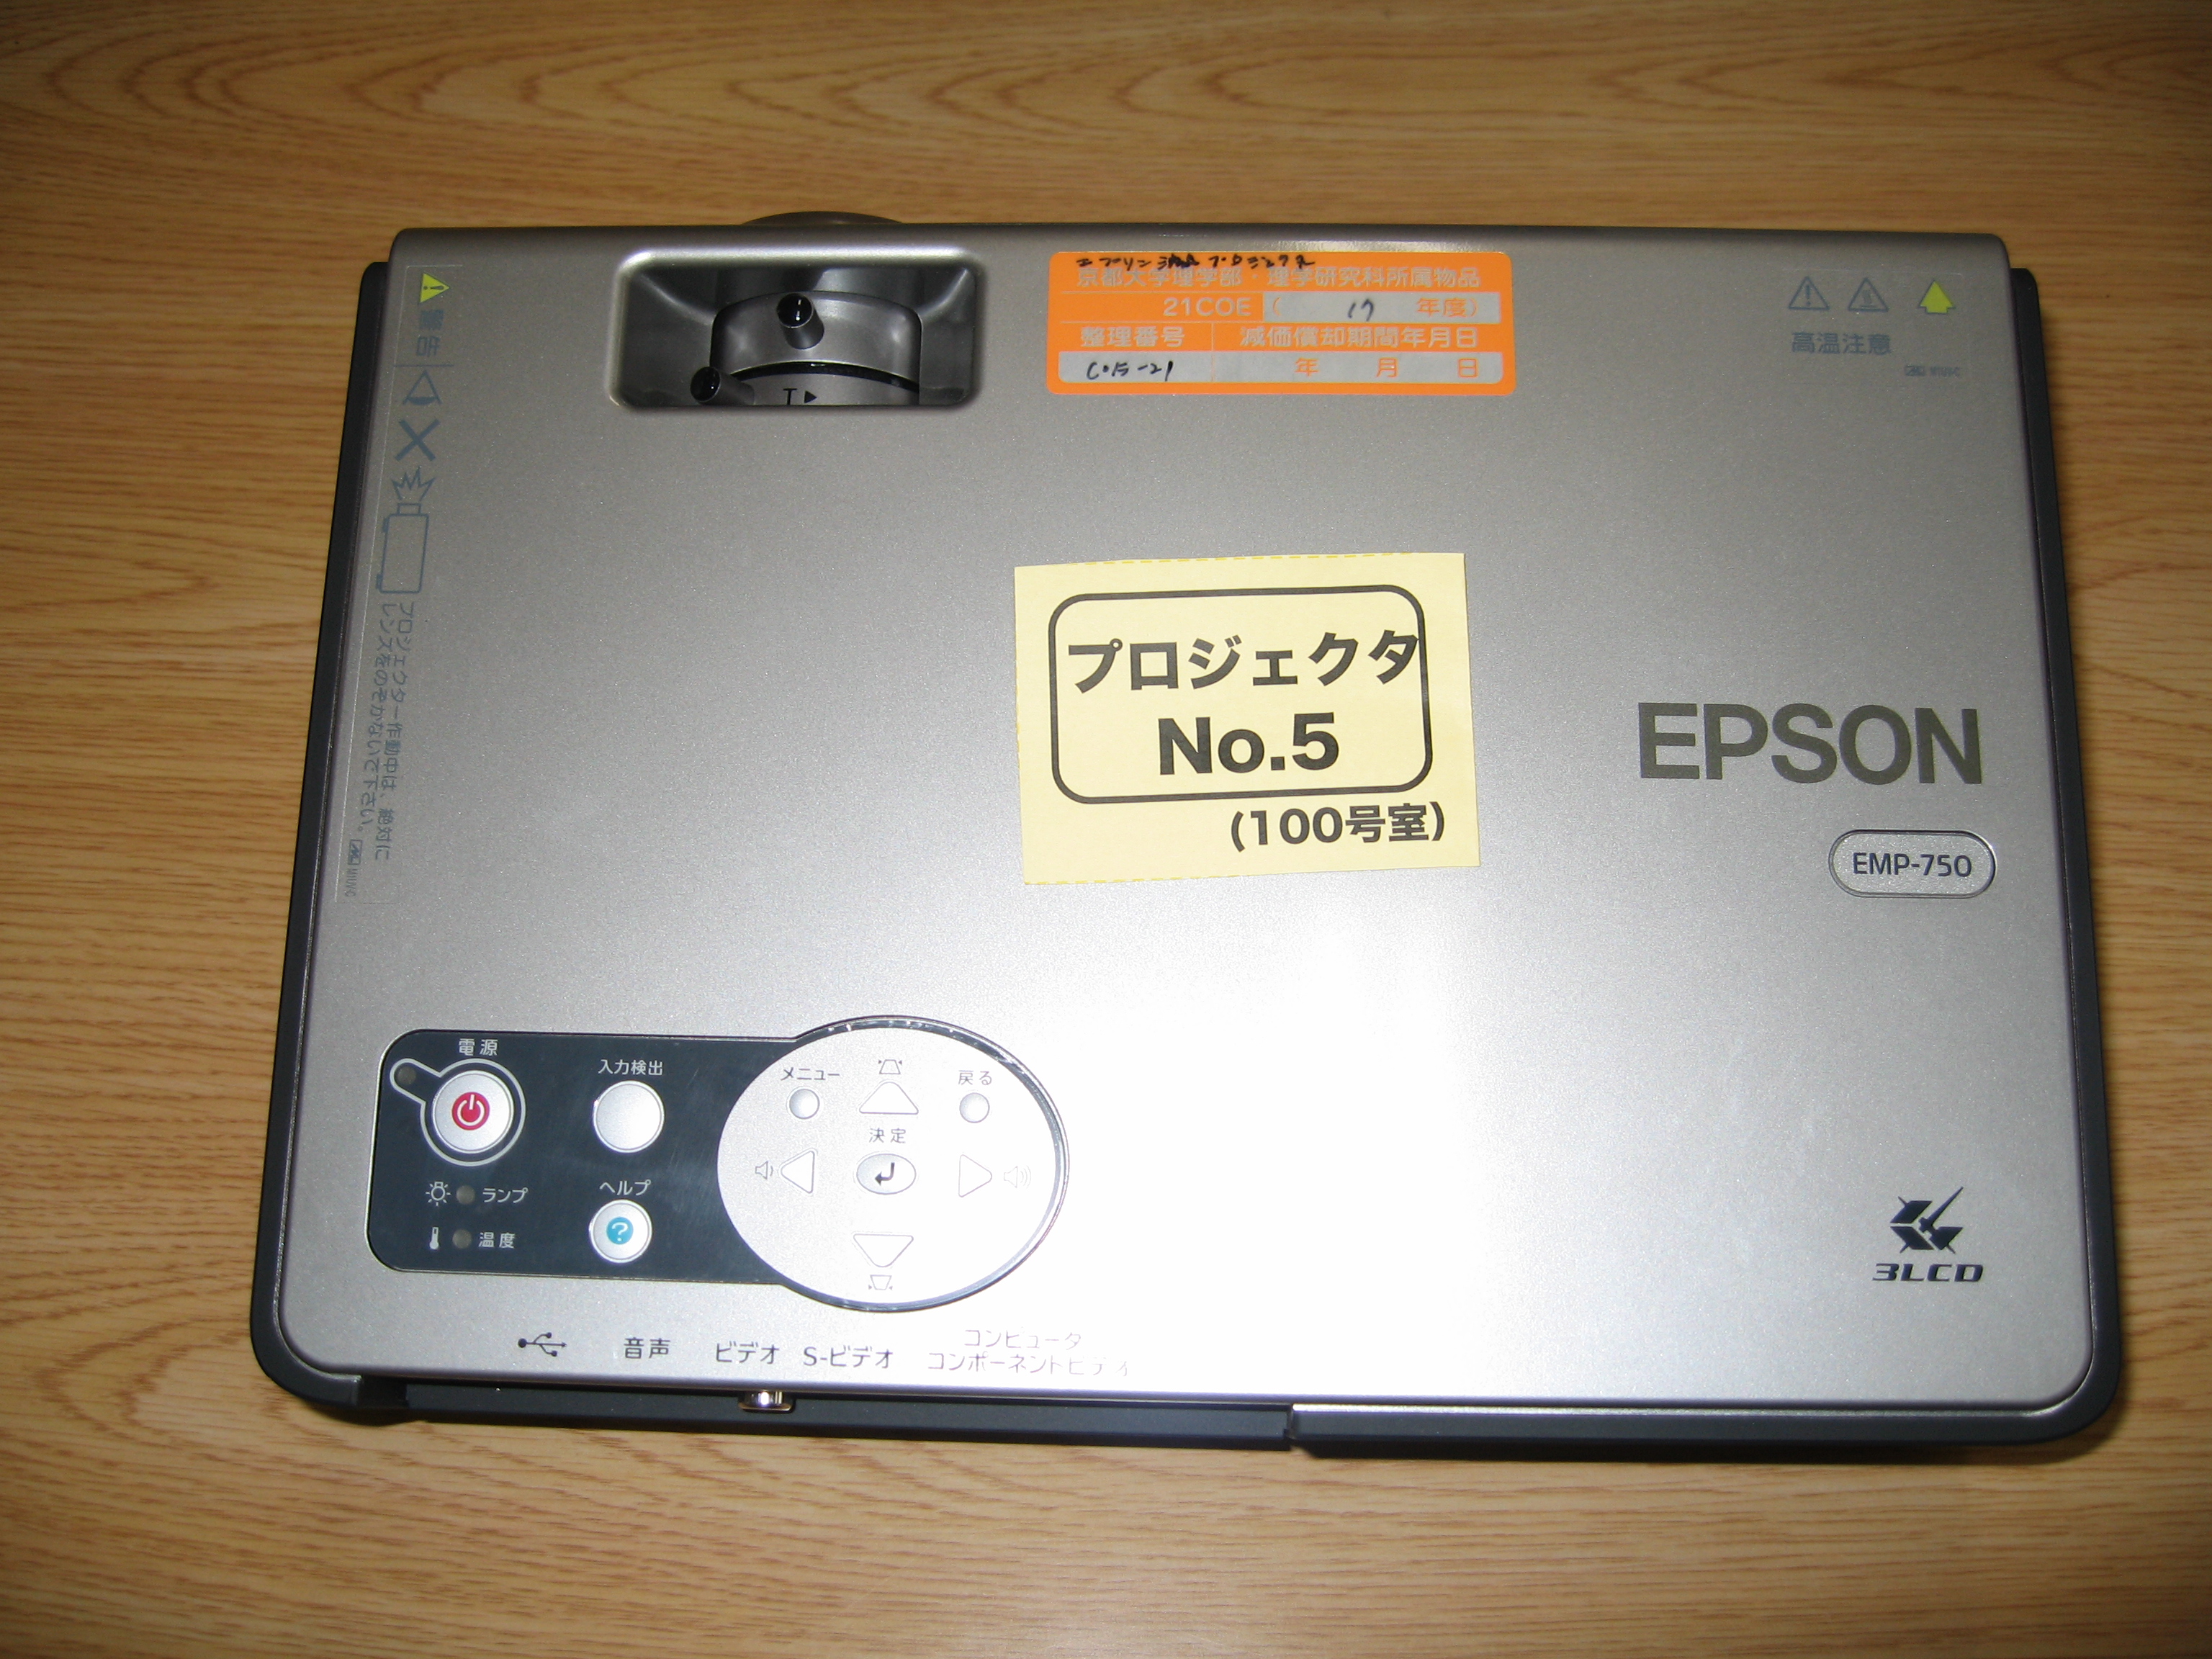 京都大学理学部・理学研究科所属物品
21COE ( 17 年度)
整理番号 減価償却期間年月日
C015-21 年 月 日
高温注意
警告
プロジェクター作動中は、絶対に
レンズをのぞかないで下さい。
プロジェクタ
No.5
(100号室)
EPSON
EMP-750
T
電源
入力検出
メニュー
戻る
決定
ランプ
ヘルプ
?
温度
3LCD
音声 ビデオ S-ビデオ
コンピュータ
コンポーネントビデオ